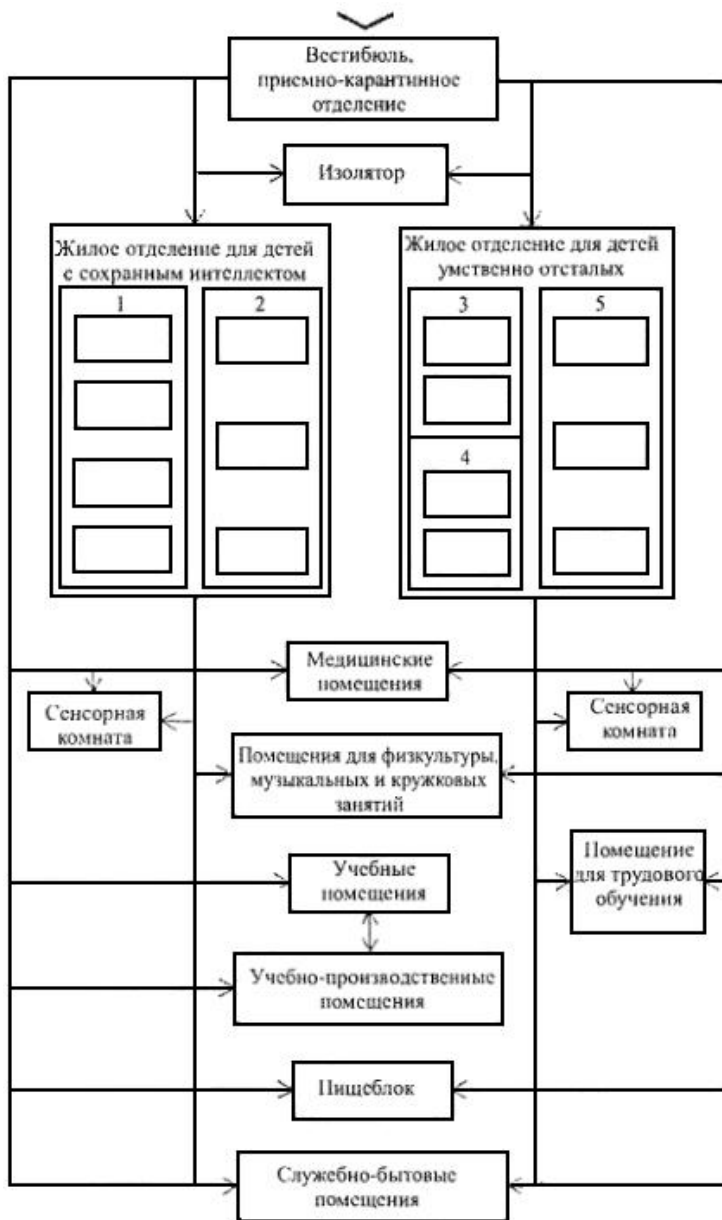 Вестибюль,
приемно-карантинное
отделение
Изолятор
Жилое отделение для детей
с сохранным интеллектом
1
2
Жилое отделение для детей
умственно отсталых
3
5
4
Медицинские
помещения
Сенсорная
комната
Сенсорная
комната
Помещения для физкультуры,
музыкальных и кружковых
занятий
Учебные
помещения
Помещение
для трудового
обучения
Учебно-производственные
помещения
Пищеблок
Служебно-бытовые
помещения